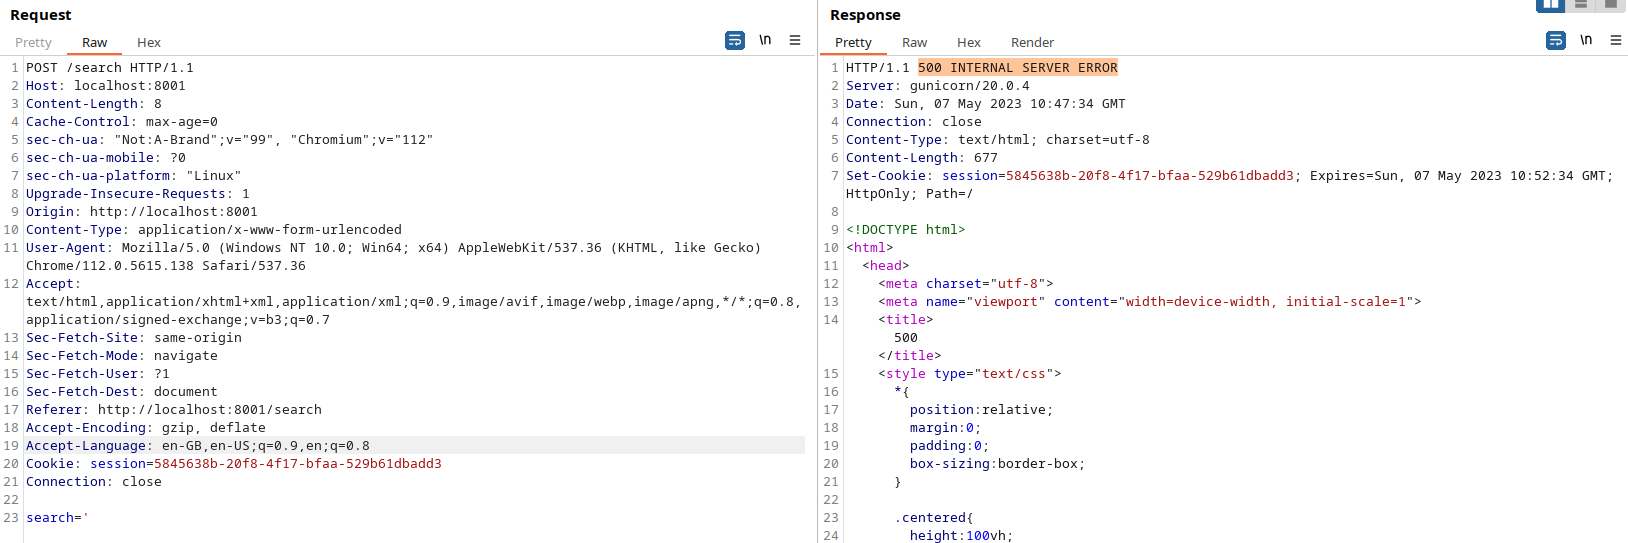 Request
Pretty Raw Hex \n
1 POST /search HTTP/1.1
2 Host: localhost:8001
3 Content-Length: 8
4 Cache-Control: max-age=0
5 sec-ch-ua: "Not:A-Brand";v="99", "Chromium";v="112"
6 sec-ch-ua-mobile: ?0
7 sec-ch-ua-platform: "Linux"
8 Upgrade-Insecure-Requests: 1
9 Origin: http://localhost:8001
10 Content-Type: application/x-www-form-urlencoded
11 User-Agent: Mozilla/5.0 (Windows NT 10.0; Win64; x64) AppleWebKit/537.36 (KHTML, like Gecko)
Chrome/112.0.5615.138 Safari/537.36
12 Accept:
text/html,application/xhtml+xml,application/xml;q=0.9,image/avif,image/webp,image/apng,*/*;q=0.8,
application/signed-exchange;v=b3;q=0.7
13 Sec-Fetch-Site: same-origin
14 Sec-Fetch-Mode: navigate
15 Sec-Fetch-User: ?1
16 Sec-Fetch-Dest: document
17 Referer: http://localhost:8001/search
18 Accept-Encoding: gzip, deflate
19 Accept-Language: en-GB,en-US;q=0.9,en;q=0.8
20 Cookie: session=5845638b-20f8-4f17-bfaa-529b61dbadd3
21 Connection: close
22
23 search='
Response
Pretty Raw Hex Render \n
1 HTTP/1.1 500 INTERNAL SERVER ERROR
2 Server: gunicorn/20.0.4
3 Date: Sun, 07 May 2023 10:47:34 GMT
4 Connection: close
5 Content-Type: text/html; charset=utf-8
6 Content-Length: 677
7 Set-Cookie: session=5845638b-20f8-4f17-bfaa-529b61dbadd3; Expires=Sun, 07 May 2023 10:52:34 GMT;
HttpOnly; Path=/
8
9 <!DOCTYPE html>
10 <html>
11 <head>
12 <meta charset="utf-8">
13 <meta name="viewport" content="width=device-width, initial-scale=1">
14 <title>
500
</title>
15 <style type="text/css">
16 *{
17 position:relative;
18 margin:0;
19 padding:0;
20 box-sizing:border-box;
21 }
22
23 .centered{
24 height:100vh;